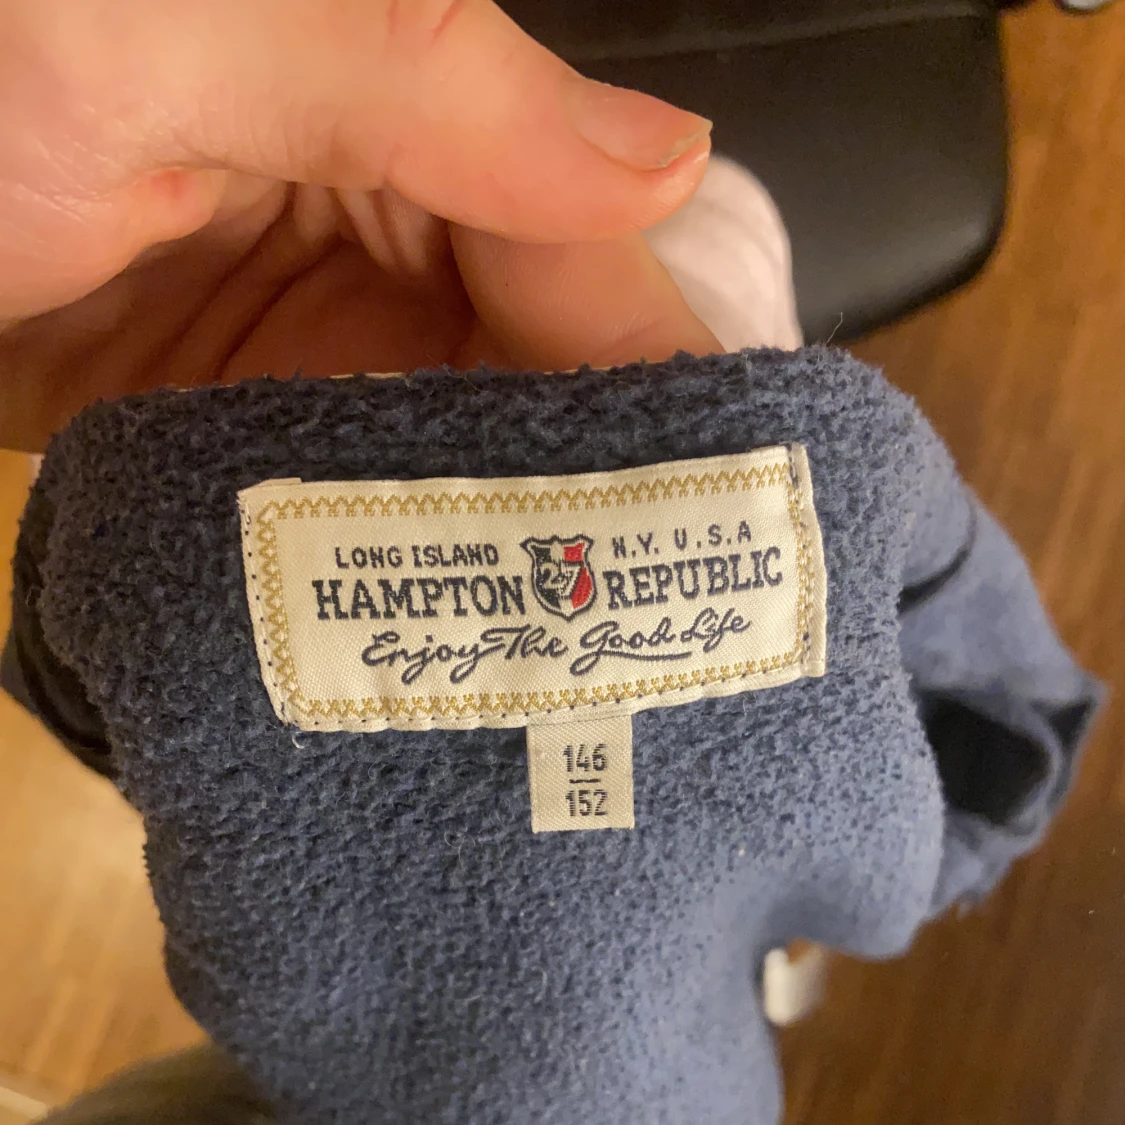 LONG ISLAND N.Y. U.S.A
HAMPTON 27 REPUBLIC
Enjoy The Good Life
146
152